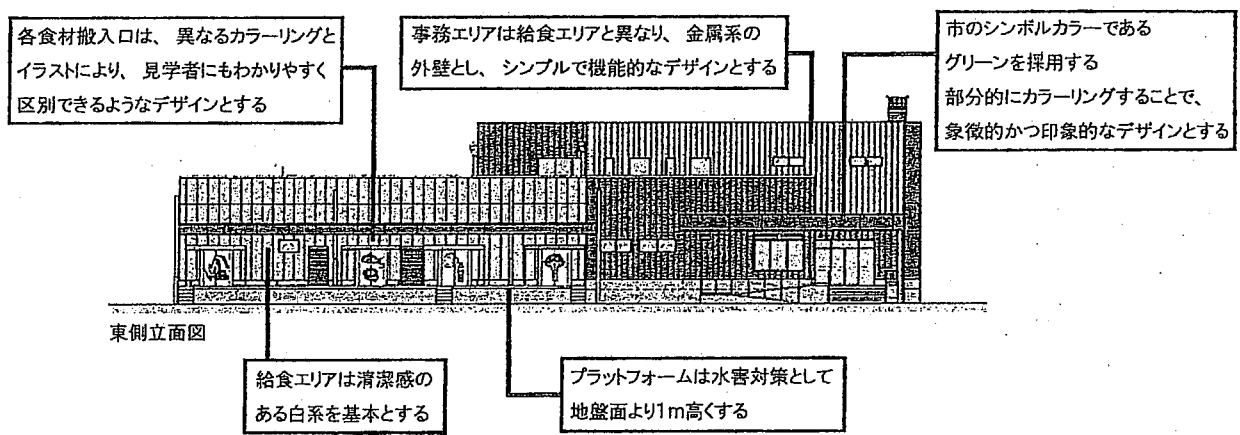 各食材搬入口は、異なるカラーリングと
イラストにより、見学者にもわかりやすく
区別できるようなデザインとする
事務エリアは給食エリアと異なり、金属系の
外壁とし、シンプルで機能的なデザインとする
市のシンボルカラーである
グリーンを採用する
部分的にカラーリングすることで、
象徴的かつ印象的なデザインとする
東側立面図
給食エリアは清潔感の
ある白系を基本とする
プラットフォームは水害対策として
地盤面より1m高くする